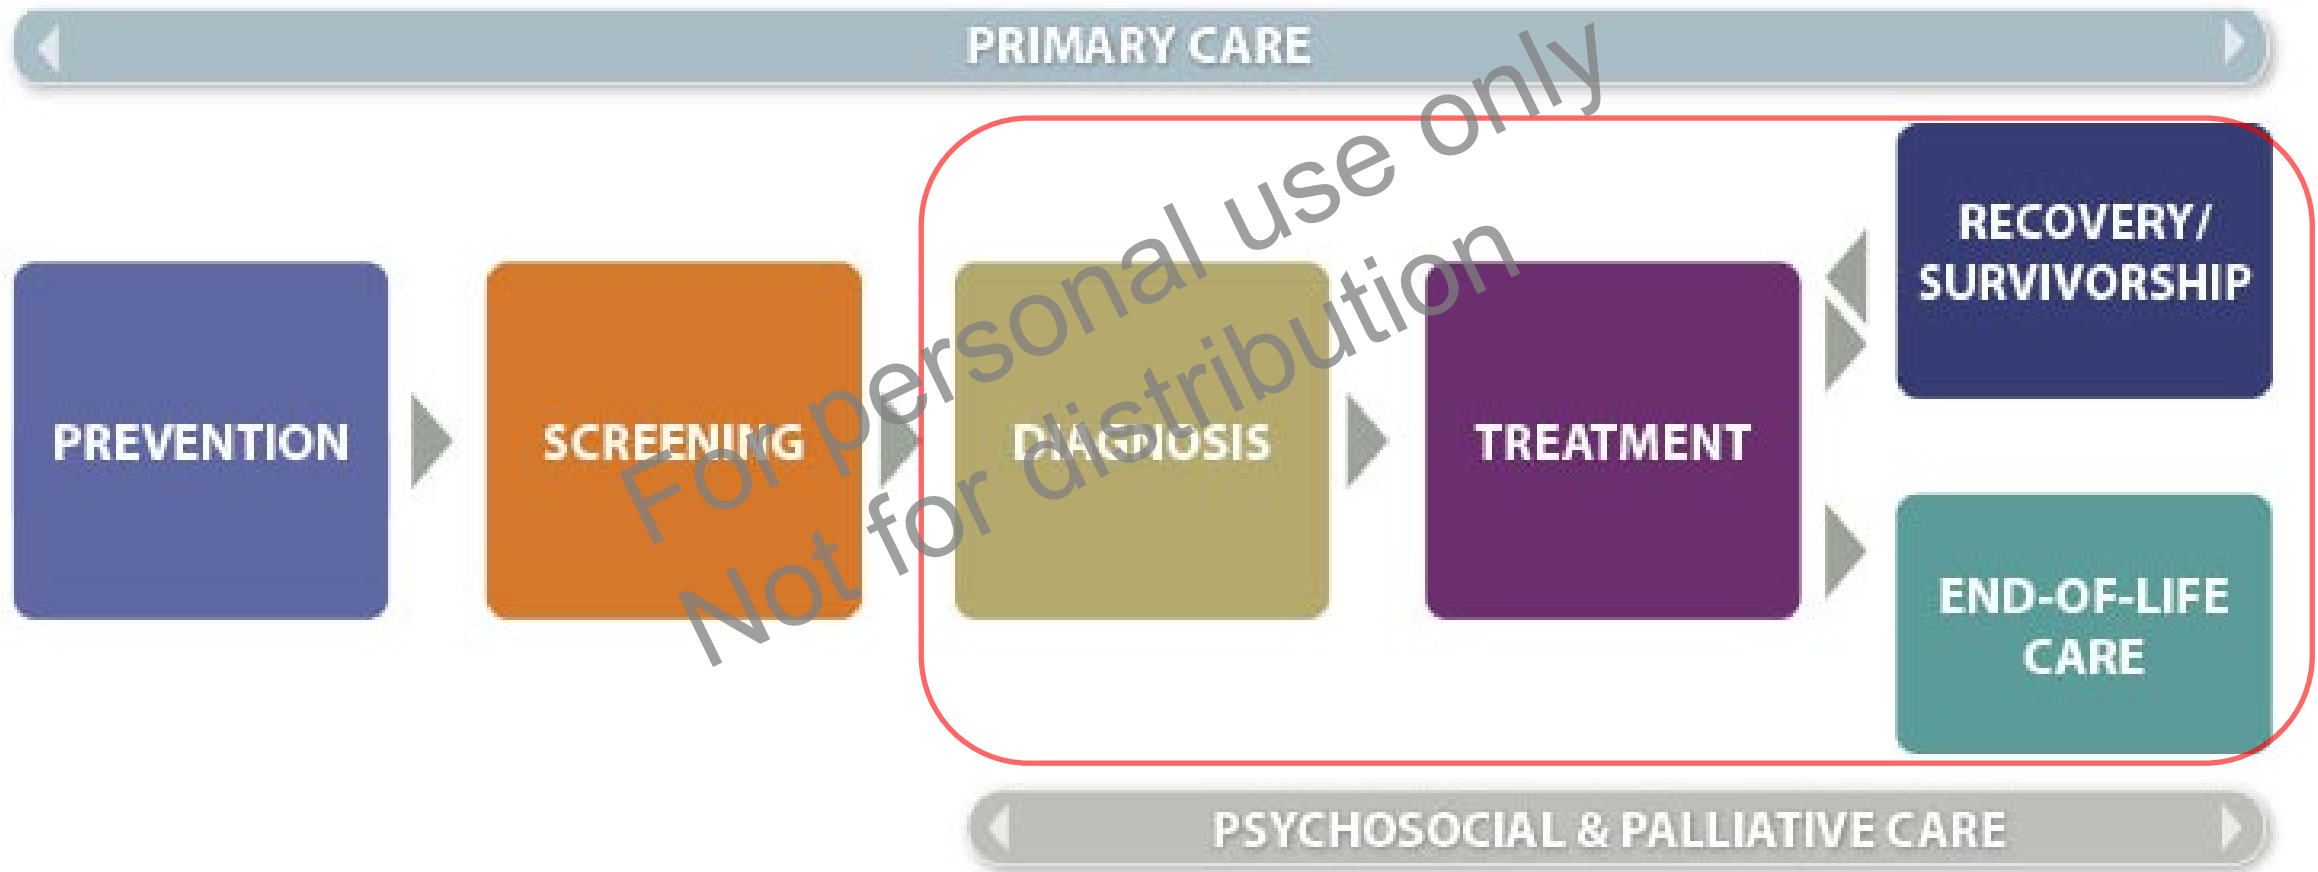 PRIMARY CARE
RECOVERY/
SURVIVORSHIP
PREVENTION
SCREENING
DIAGNOSIS
TREATMENT
END-OF-LIFE
CARE
PSYCHOSOCIAL & PALLIATIVE CARE
For personal use only
Not for distribution